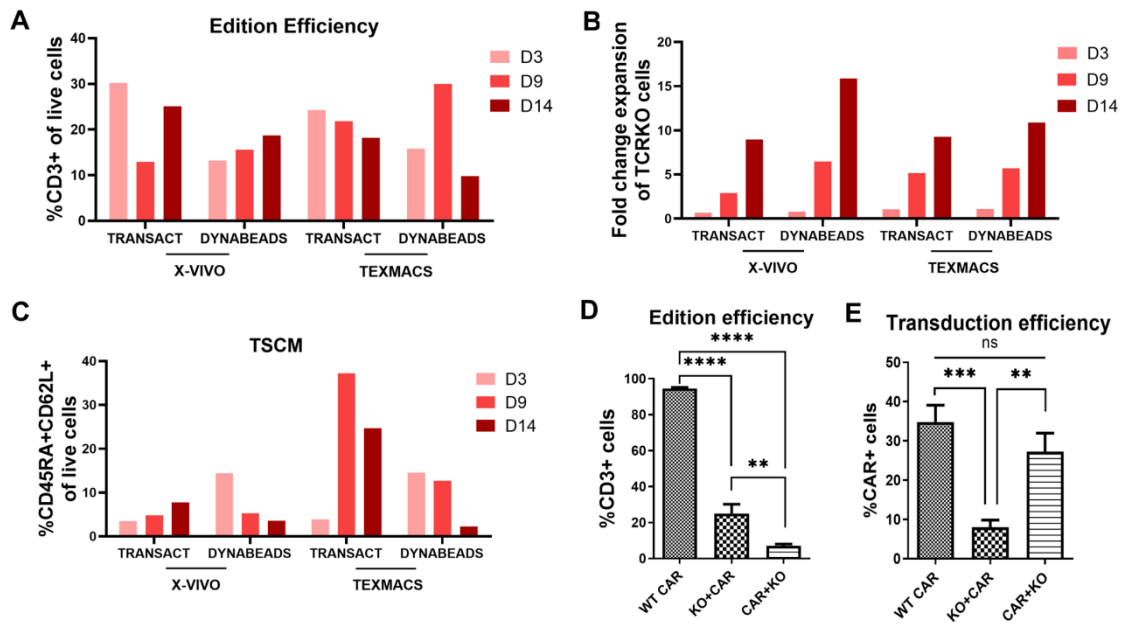 A
Edition Efficiency
%CD3+ of live cells
40
30
20
10
0
D3
D9
D14
TRANSACT DYNABEADS TRANSACT DYNABEADS
X-VIVO TEXMACS
B
Fold change expansion
of TCRKO cells
20
15
10
5
0
D3
D9
D14
TRANSACT DYNABEADS TRANSACT DYNABEADS
X-VIVO TEXMACS
C
TSCM
%CD45RA+CD62L+
of live cells
40
30
20
10
0
D3
D9
D14
TRANSACT DYNABEADS TRANSACT DYNABEADS
X-VIVO TEXMACS
D
Edition efficiency
****
****
**
%CD3+ cells
100
80
60
40
20
0
WT CAR
KO+CAR
CAR+KO
E
Transduction efficiency
ns
***
**
%CAR+ cells
50
40
30
20
10
0
WT CAR
KO+CAR
CAR+KO